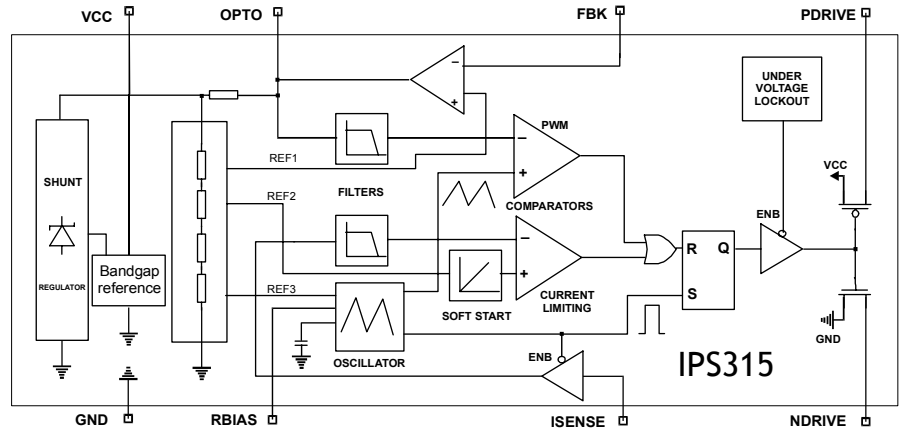 VCC
OPTO
FBK
PDRIVE
UNDER
VOLTAGE
LOCKOUT
PWM
REF1
SHUNT
FILTERS
REF2
COMPARATORS
VCC
ENB
Bandgap
reference
REGULATOR
R
Q
S
REF3
SOFT START
CURRENT
LIMITING
OSCILLATOR
ENB
GND
IPS315
GND
RBIAS
ISENSE
NDRIVE